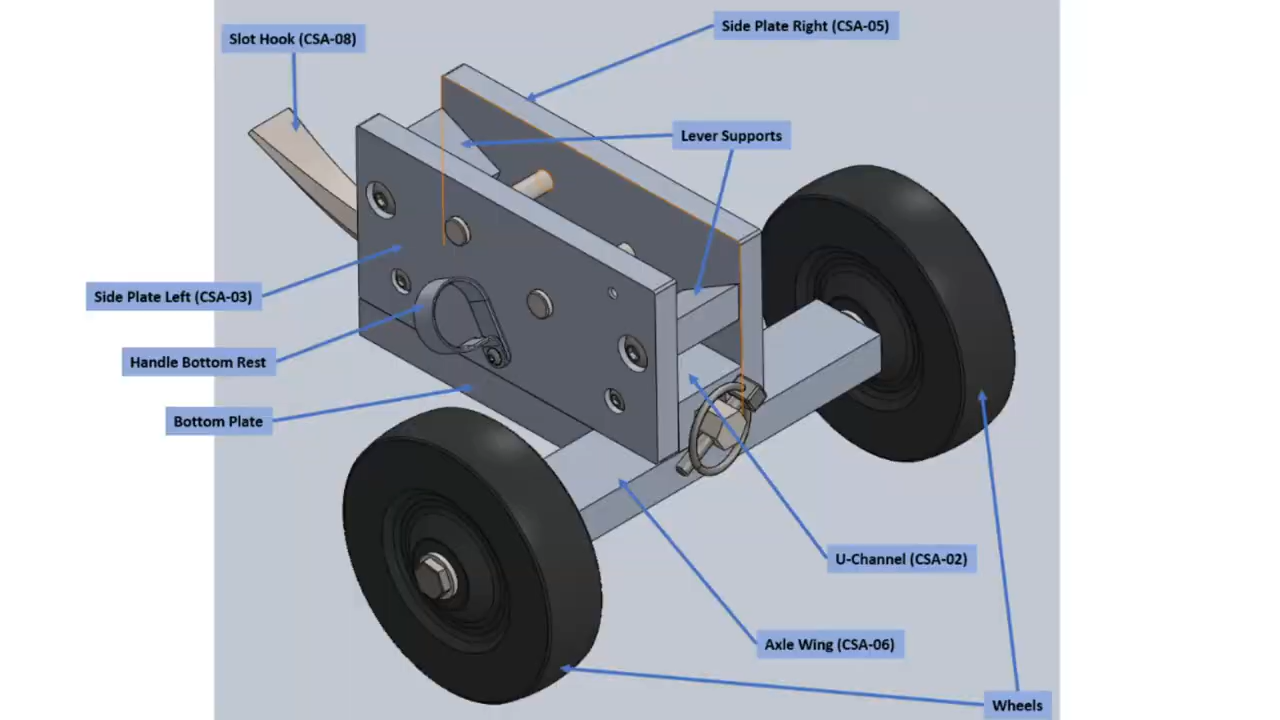 Side Plate Right (CSA-05)
Slot Hook (CSA-08)
Lever Supports
Side Plate Left (CSA-03)
Handle Bottom Rest
Bottom Plate
U-Channel (CSA-02)
Axle Wing (CSA-06)
Wheels